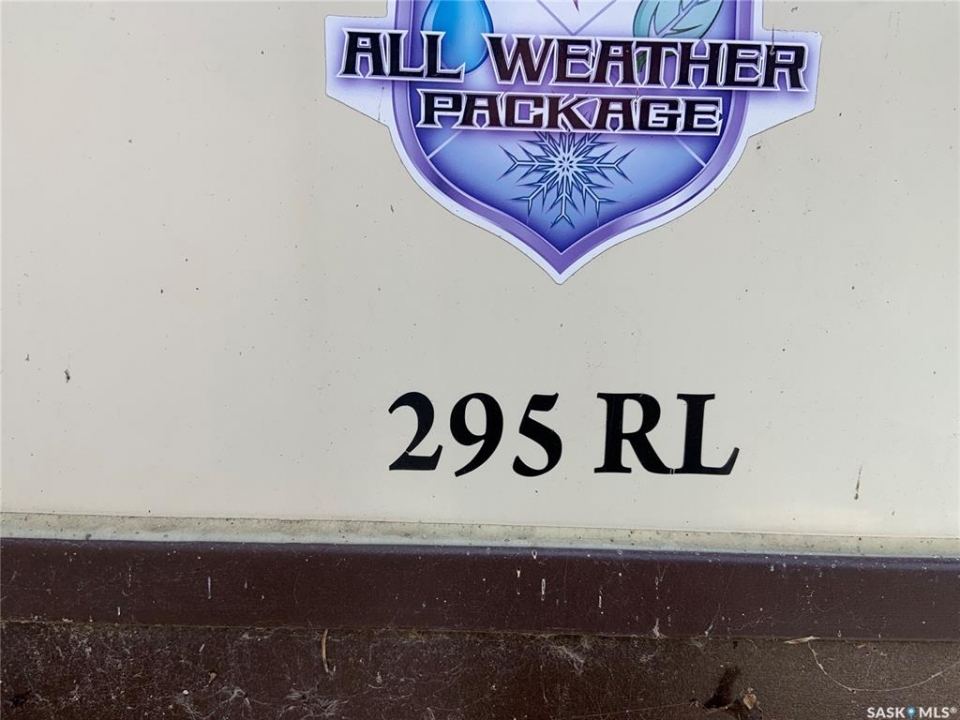 ALL WEATHER
PACKAGE
295 RL
SASK MLS®